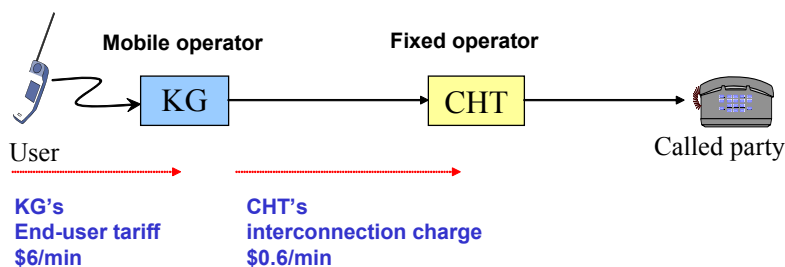 Mobile operator
Fixed operator
KG
CHT
User
Called party
KG's
End-user tariff
$6/min
CHT's
interconnection charge
$0.6/min